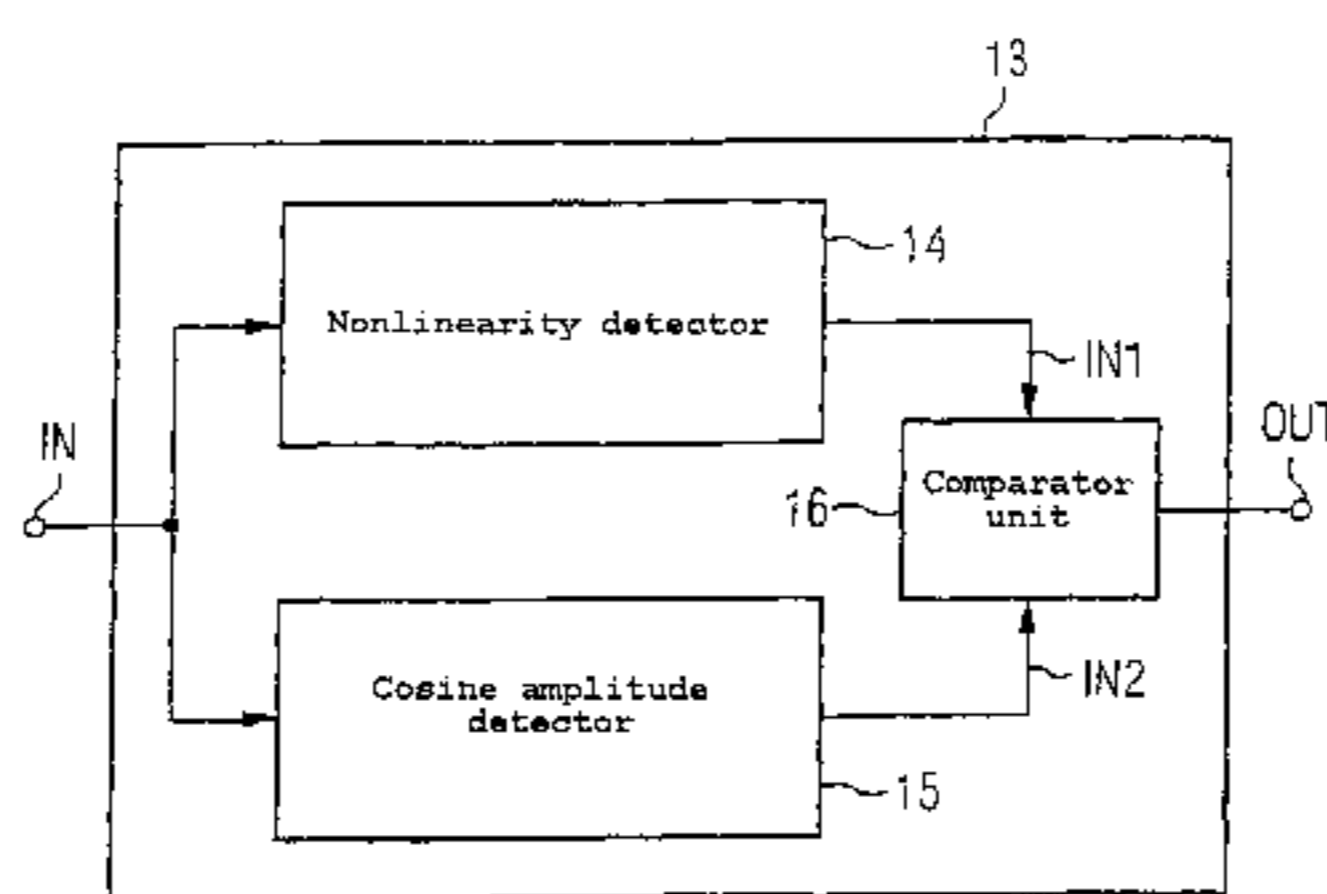 13
14
Nonlinearity detector
IN1
IN
OUT
Comparator
unit
16
IN2
Cosine amplitude
detector
15